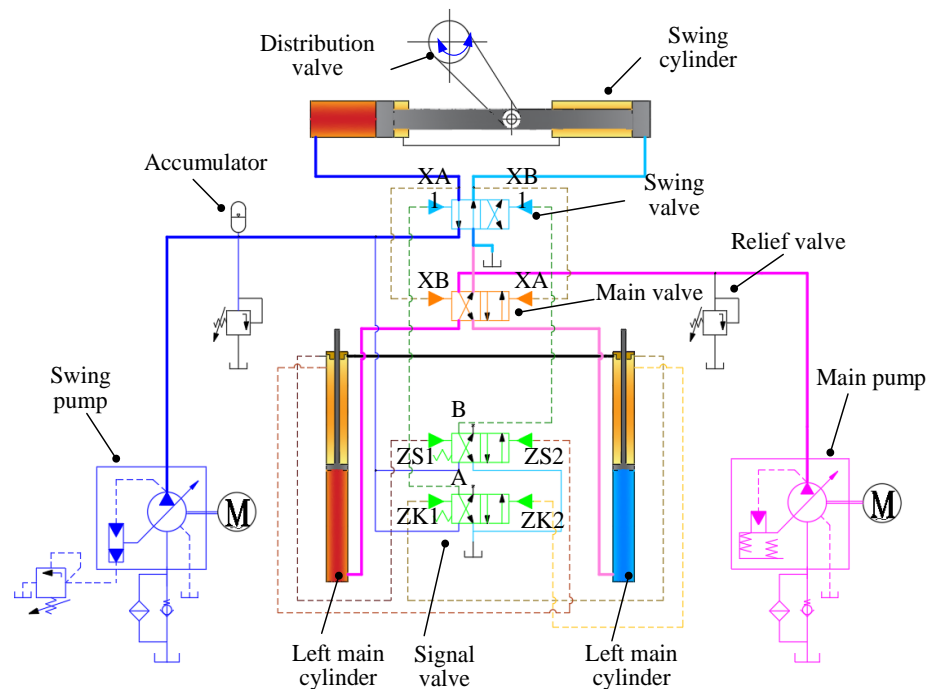 Distribution
valve
Swing
cylinder
Accumulator
XA
1
XB
1
Swing
valve
Relief valve
XB
XA
Main valve
Swing
pump
Main pump
B
ZS1
ZS2
A
ZK1
ZK2
M
M
Left main
cylinder
Signal
valve
Left main
cylinder